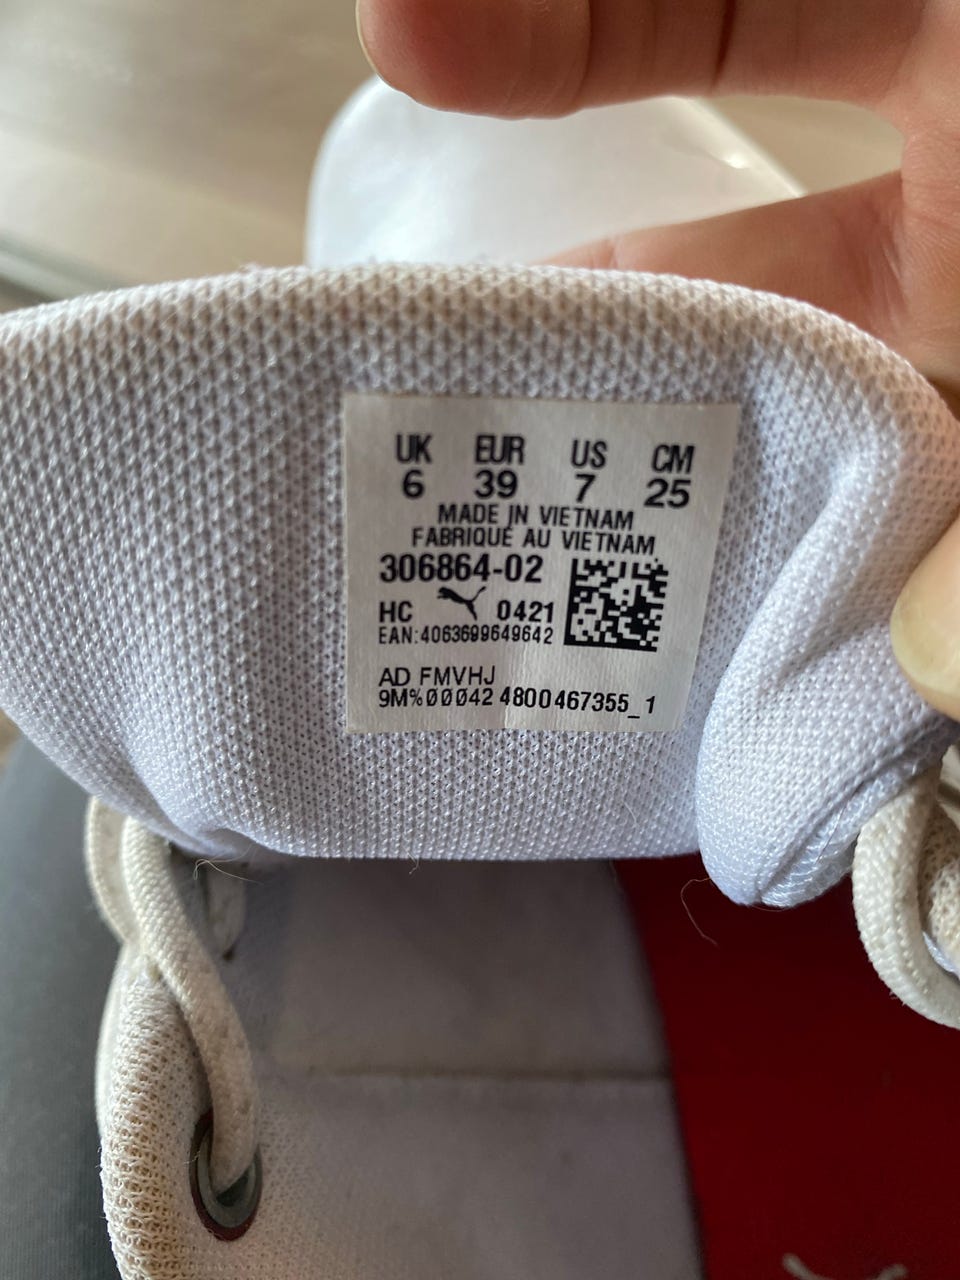 UK EUR US CM
6 39 7 25
MADE IN VIETNAM
FABRIQUÉ AU VIETNAM
306864-02
HC 0421
EAN:4063699649642
AD FMVHJ
9M%00042 4800467355_1